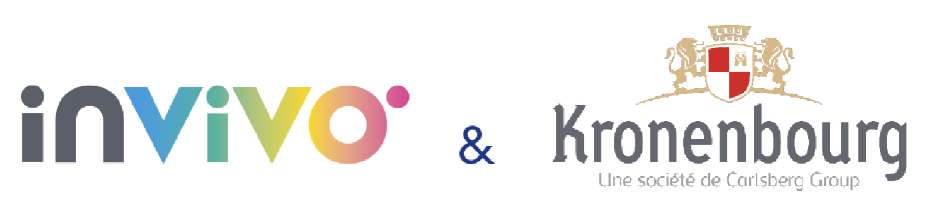 invivo
&
Kronenbourg
Une société de Carlsberg Group